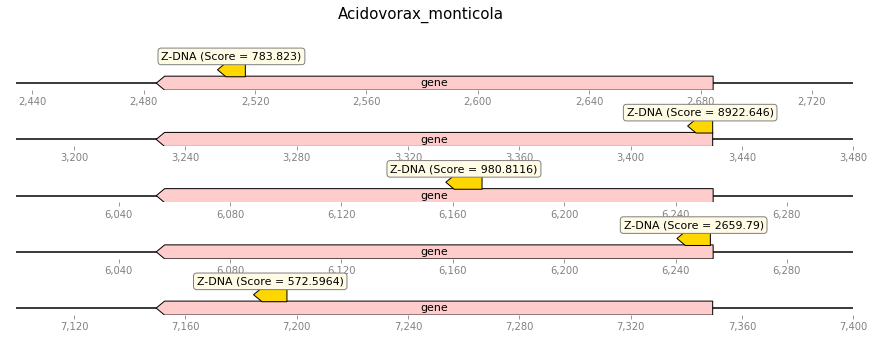 Acidovorax_monticola
Z-DNA (Score = 783.823)
gene
2,440 2,480 2,520 2,560 2,600 2,640 2,680 2,720
Z-DNA (Score = 8922.646)
gene
3,200 3,240 3,280 3,320 3,360 3,400 3,440 3,480
Z-DNA (Score = 980.8116)
gene
6,040 6,080 6,120 6,160 6,200 6,240 6,280
Z-DNA (Score = 2659.79)
gene
6,040 6,080 6,120 6,160 6,200 6,240 6,280
Z-DNA (Score = 572.5964)
gene
7,120 7,160 7,200 7,240 7,280 7,320 7,360 7,400